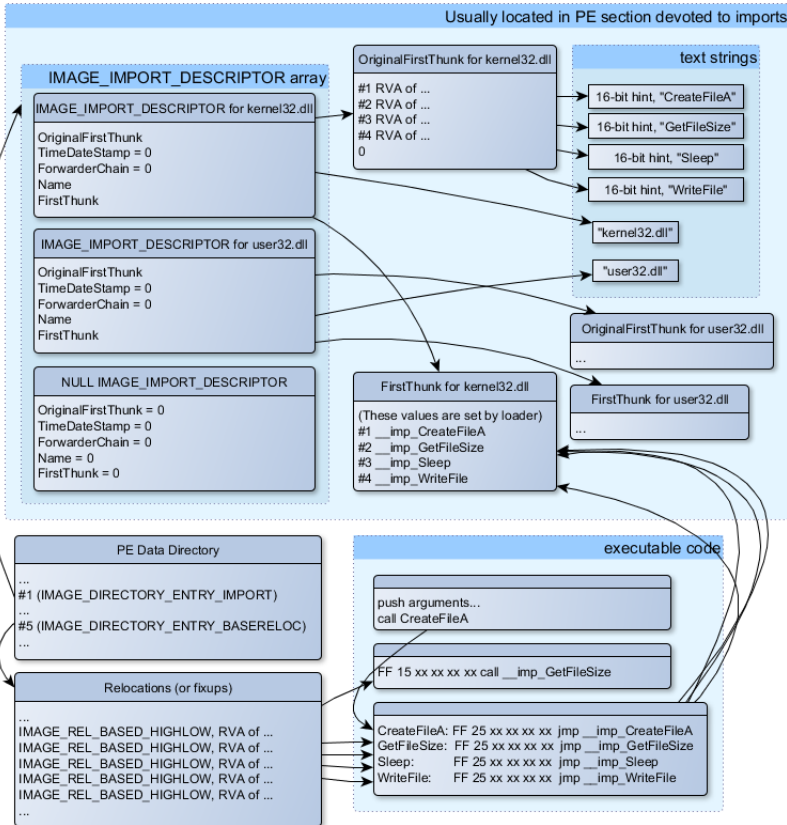 Usually located in PE section devoted to imports
IMAGE_IMPORT_DESCRIPTOR array
IMAGE_IMPORT_DESCRIPTOR for kernel32.dll
OriginalFirstThunk
TimeDateStamp = 0
ForwarderChain = 0
Name
FirstThunk
IMAGE_IMPORT_DESCRIPTOR for user32.dll
OriginalFirstThunk
TimeDateStamp = 0
ForwarderChain = 0
Name
FirstThunk
NULL IMAGE_IMPORT_DESCRIPTOR
OriginalFirstThunk = 0
TimeDateStamp = 0
ForwarderChain = 0
Name = 0
FirstThunk = 0
OriginalFirstThunk for kernel32.dll
#1 RVA of ...
#2 RVA of ...
#3 RVA of ...
#4 RVA of ...
0
text strings
16-bit hint, "CreateFileA"
16-bit hint, "GetFileSize"
16-bit hint, "Sleep"
16-bit hint, "WriteFile"
"kernel32.dll"
"user32.dll"
OriginalFirstThunk for user32.dll
...
FirstThunk for kernel32.dll
(These values are set by loader)
#1 __imp_CreateFileA
#2 __imp_GetFileSize
#3 __imp_Sleep
#4 __imp_WriteFile
FirstThunk for user32.dll
...
PE Data Directory
...
#1 (IMAGE_DIRECTORY_ENTRY_IMPORT)
...
#5 (IMAGE_DIRECTORY_ENTRY_BASERELOC)
...
Relocations (or fixups)
...
IMAGE_REL_BASED_HIGHLOW, RVA of ...
IMAGE_REL_BASED_HIGHLOW, RVA of ...
IMAGE_REL_BASED_HIGHLOW, RVA of ...
IMAGE_REL_BASED_HIGHLOW, RVA of ...
IMAGE_REL_BASED_HIGHLOW, RVA of ...
...
executable code
push arguments...
call CreateFileA
FF 15 xx xx xx xx call __imp_GetFileSize
CreateFileA: FF 25 xx xx xx xx jmp __imp_CreateFileA
GetFileSize: FF 25 xx xx xx xx jmp __imp_GetFileSize
Sleep: FF 25 xx xx xx xx jmp __imp_Sleep
WriteFile: FF 25 xx xx xx xx jmp __imp_WriteFile